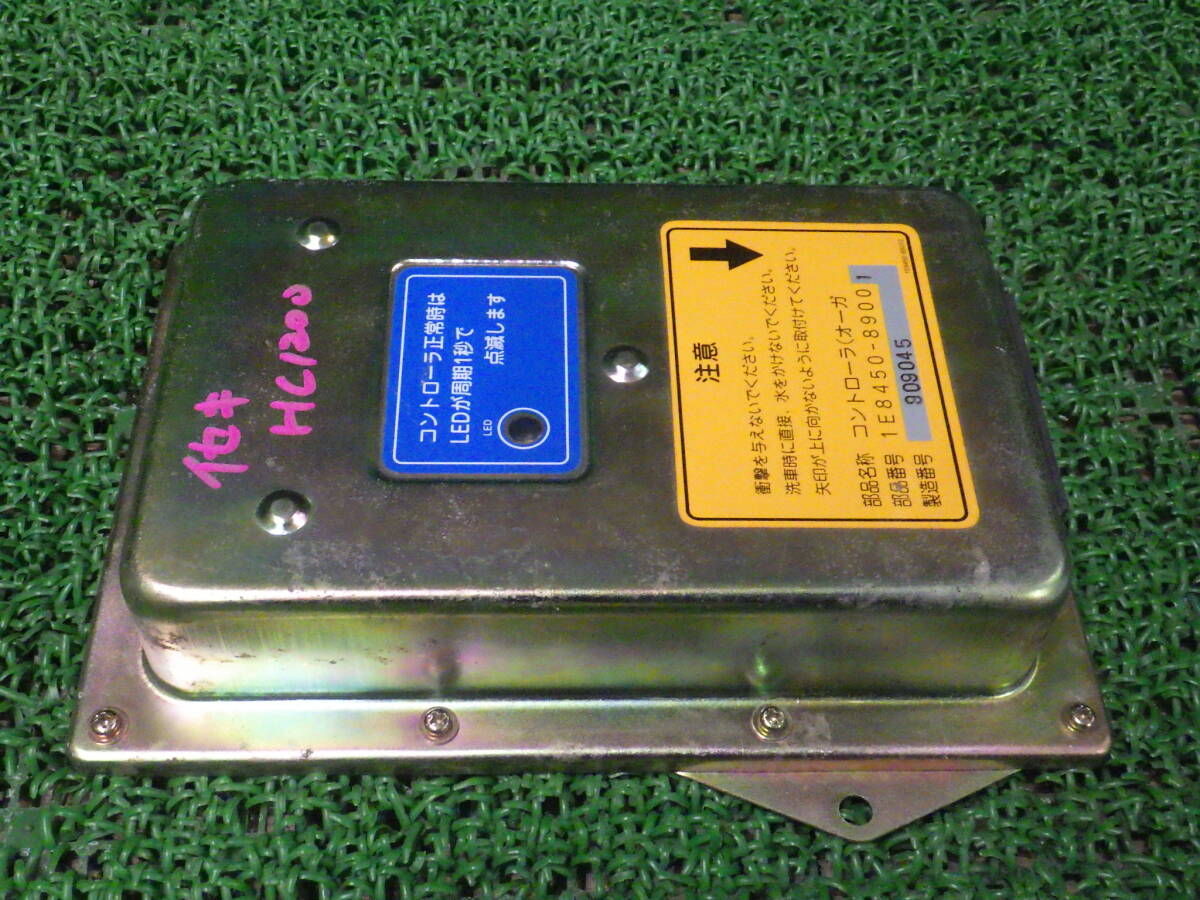 イセキ
HL1200
コントローラ正常時は
LEDが周期1秒で
点滅します
LED
注意
衝撃を与えないでください。
洗車時に直接、水をかけないでください。
矢印が上に向かないように取付けてください。
部品名称 コントローラ(オーガ
部品番号 1E8450-89001
製造番号 909045